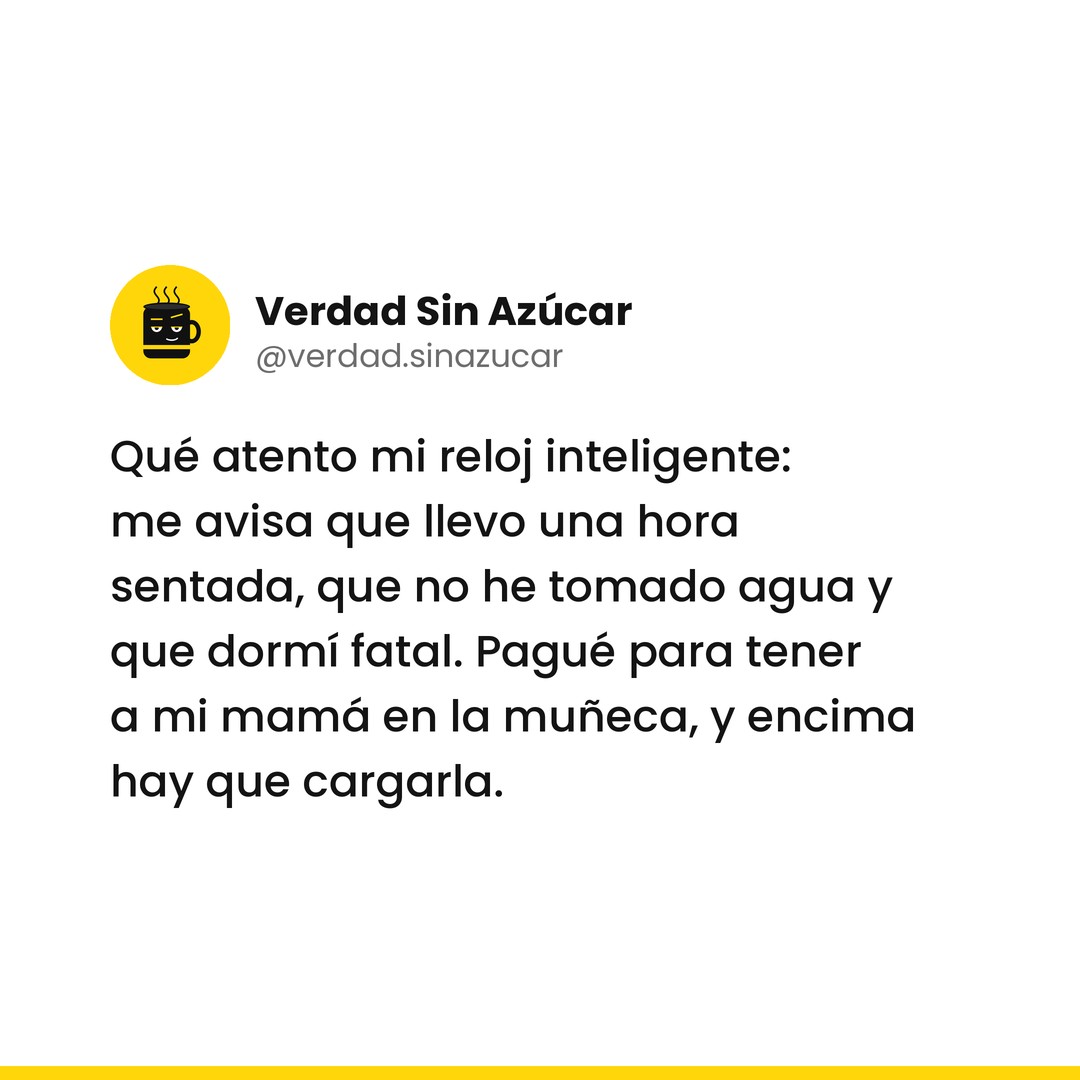 Verdad Sin Azúcar
@verdad.sinazucar
Qué atento mi reloj inteligente:
me avisa que llevo una hora
sentada, que no he tomado agua y
que dormí fatal. Pagué para tener
a mi mamá en la muñeca, y encima
hay que cargarla.